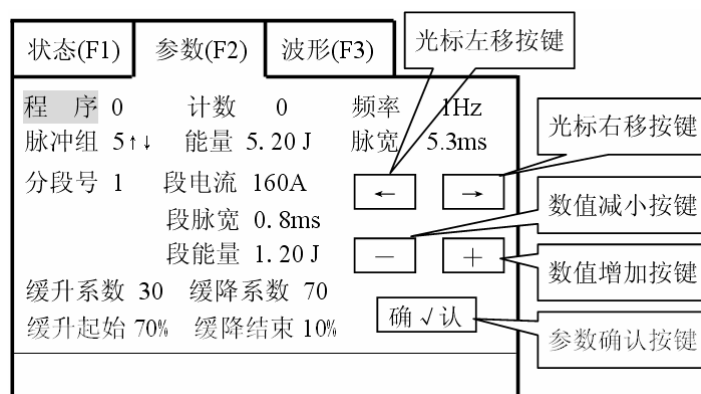 光标左移按键
状态(F1) 参数(F2) 波形(F3)
程 序 0 计数 0 频率 1Hz
光标右移按键
脉冲组 5↑↓ 能量 5.20 J 脉宽 5.3ms
分段号 1 段电流 160A ← →
数值减小按键
段脉宽 0.8ms
段能量 1.20 J － ＋
数值增加按键
缓升系数 30 缓降系数 70
确√认
缓升起始 70% 缓降结束 10%
参数确认按键